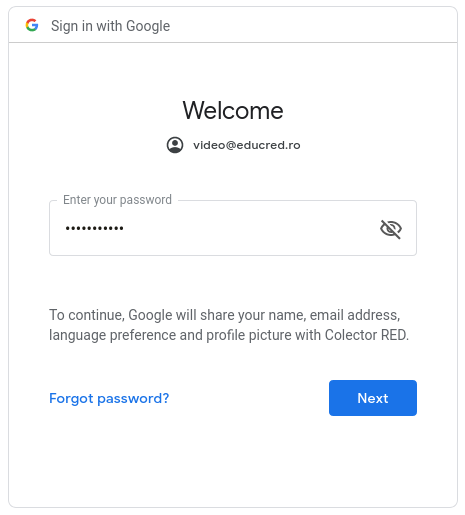 Sign in with Google
Welcome
video@educred.ro
Enter your password
•••••••••••
To continue, Google will share your name, email address,
language preference and profile picture with Colector RED.
Forgot password?
Next